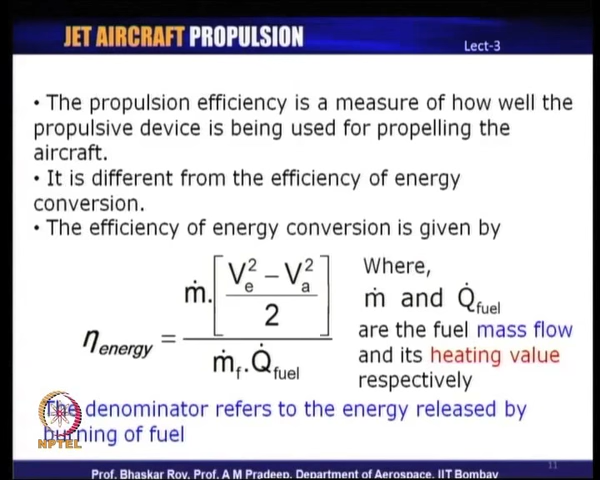 JET AIRCRAFT PROPULSION
Lect-3
• The propulsion efficiency is a measure of how well the
propulsive device is being used for propelling the
aircraft.
• It is different from the efficiency of energy
conversion.
• The efficiency of energy conversion is given by
η_energy = ṁ.[(V_e^2 − V_a^2)/2] / (ṁ_f.Q̇_fuel)
Where,
ṁ and Q̇_fuel
are the fuel mass flow
and its heating value
respectively
The denominator refers to the energy released by
burning of fuel
NPTEL
11
Prof. Bhaskar Roy, Prof. A M Pradeep, Department of Aerospace, IIT Bombay